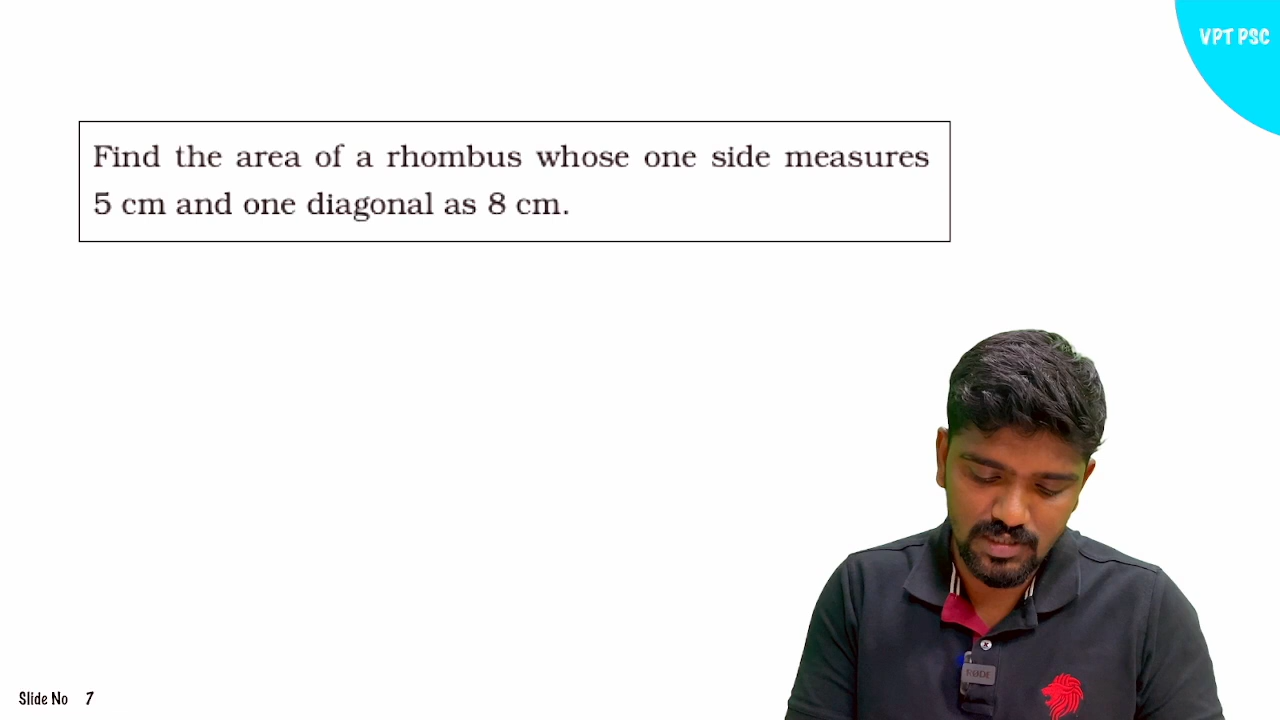 VPT PSC
Find the area of a rhombus whose one side measures
5 cm and one diagonal as 8 cm.
RODE
Slide No 7